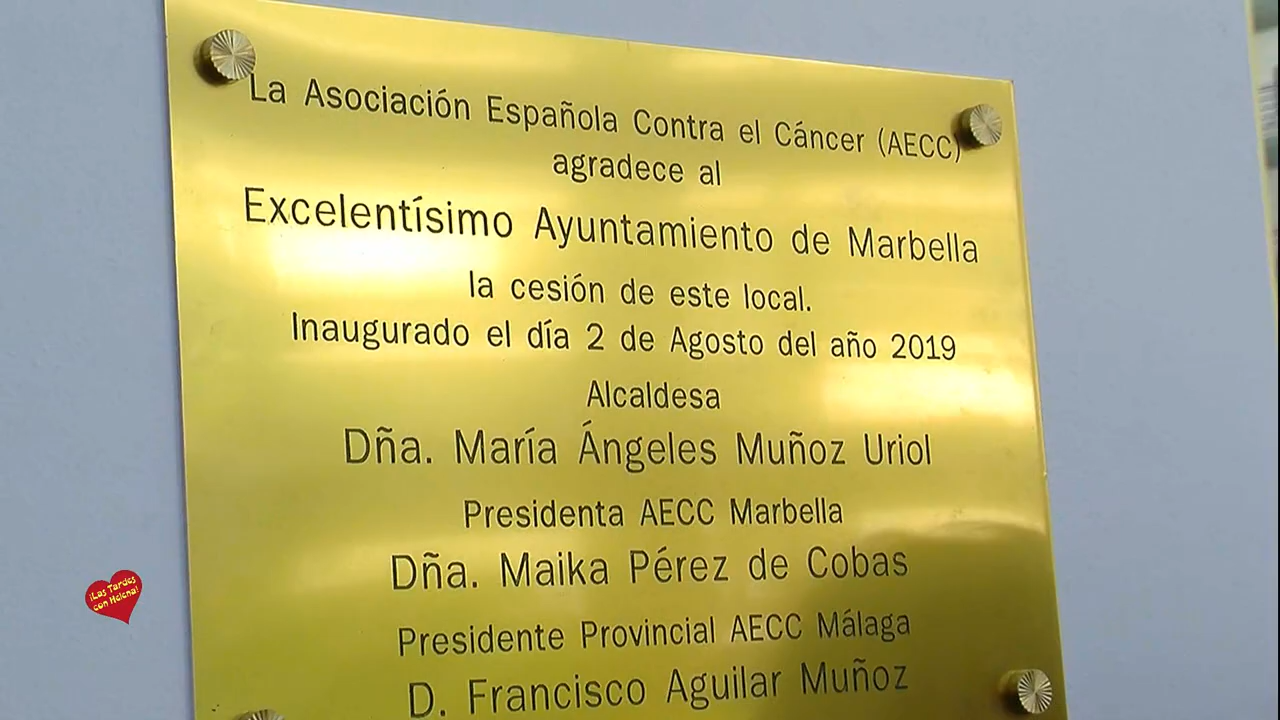 La Asociación Española Contra el Cáncer (AECC)
agradece al
Excelentísimo Ayuntamiento de Marbella
la cesión de este local.
Inaugurado el día 2 de Agosto del año 2019
Alcaldesa
Dña. María Ángeles Muñoz Uriol
Presidenta AECC Marbella
Dña. Maika Pérez de Cobas
Presidente Provincial AECC Málaga
D. Francisco Aguilar Muñoz
¡Las Tardes
con Helena!